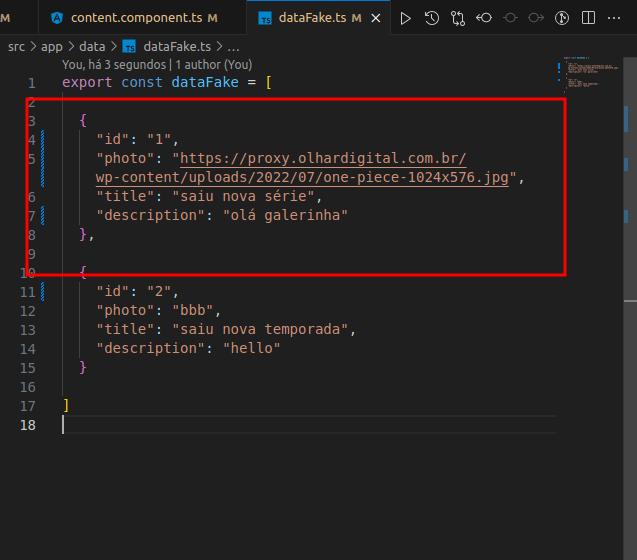 M content.component.ts M TS dataFake.ts M
src > app > data > TS dataFake.ts > ...
You, há 3 segundos | 1 author (You)
1 export const dataFake = [
2
3 {
4 "id": "1",
5 "photo": "https://proxy.olhardigital.com.br/
wp-content/uploads/2022/07/one-piece-1024x576.jpg",
6 "title": "saiu nova série",
7 "description": "olá galerinha"
8 },
9
10 {
11 "id": "2",
12 "photo": "bbb",
13 "title": "saiu nova temporada",
14 "description": "hello"
15 }
16
17 ]
18